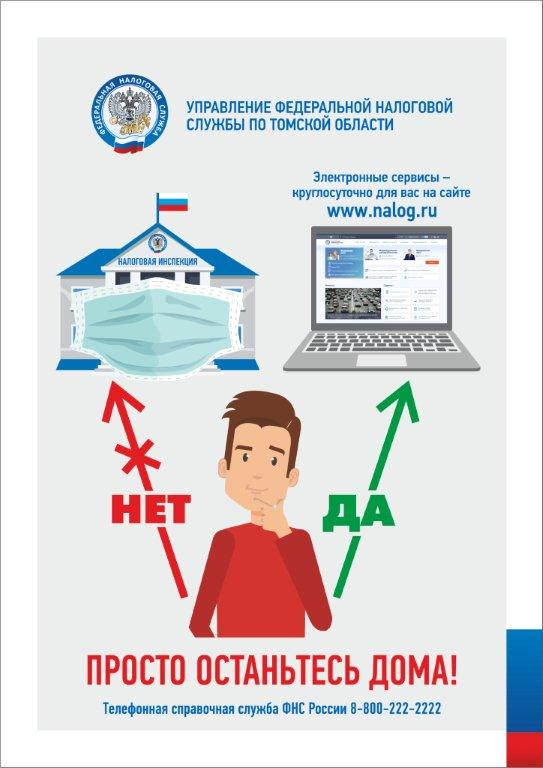 ФЕДЕРАЛЬНАЯ НАЛОГОВАЯ СЛУЖБА
УПРАВЛЕНИЕ ФЕДЕРАЛЬНОЙ НАЛОГОВОЙ
СЛУЖБЫ ПО ТОМСКОЙ ОБЛАСТИ
Электронные сервисы –
круглосуточно для вас на сайте
www.nalog.ru
НАЛОГОВАЯ ИНСПЕКЦИЯ
НЕТ
ДА
ПРОСТО ОСТАНЬТЕСЬ ДОМА!
Телефонная справочная служба ФНС России 8-800-222-2222